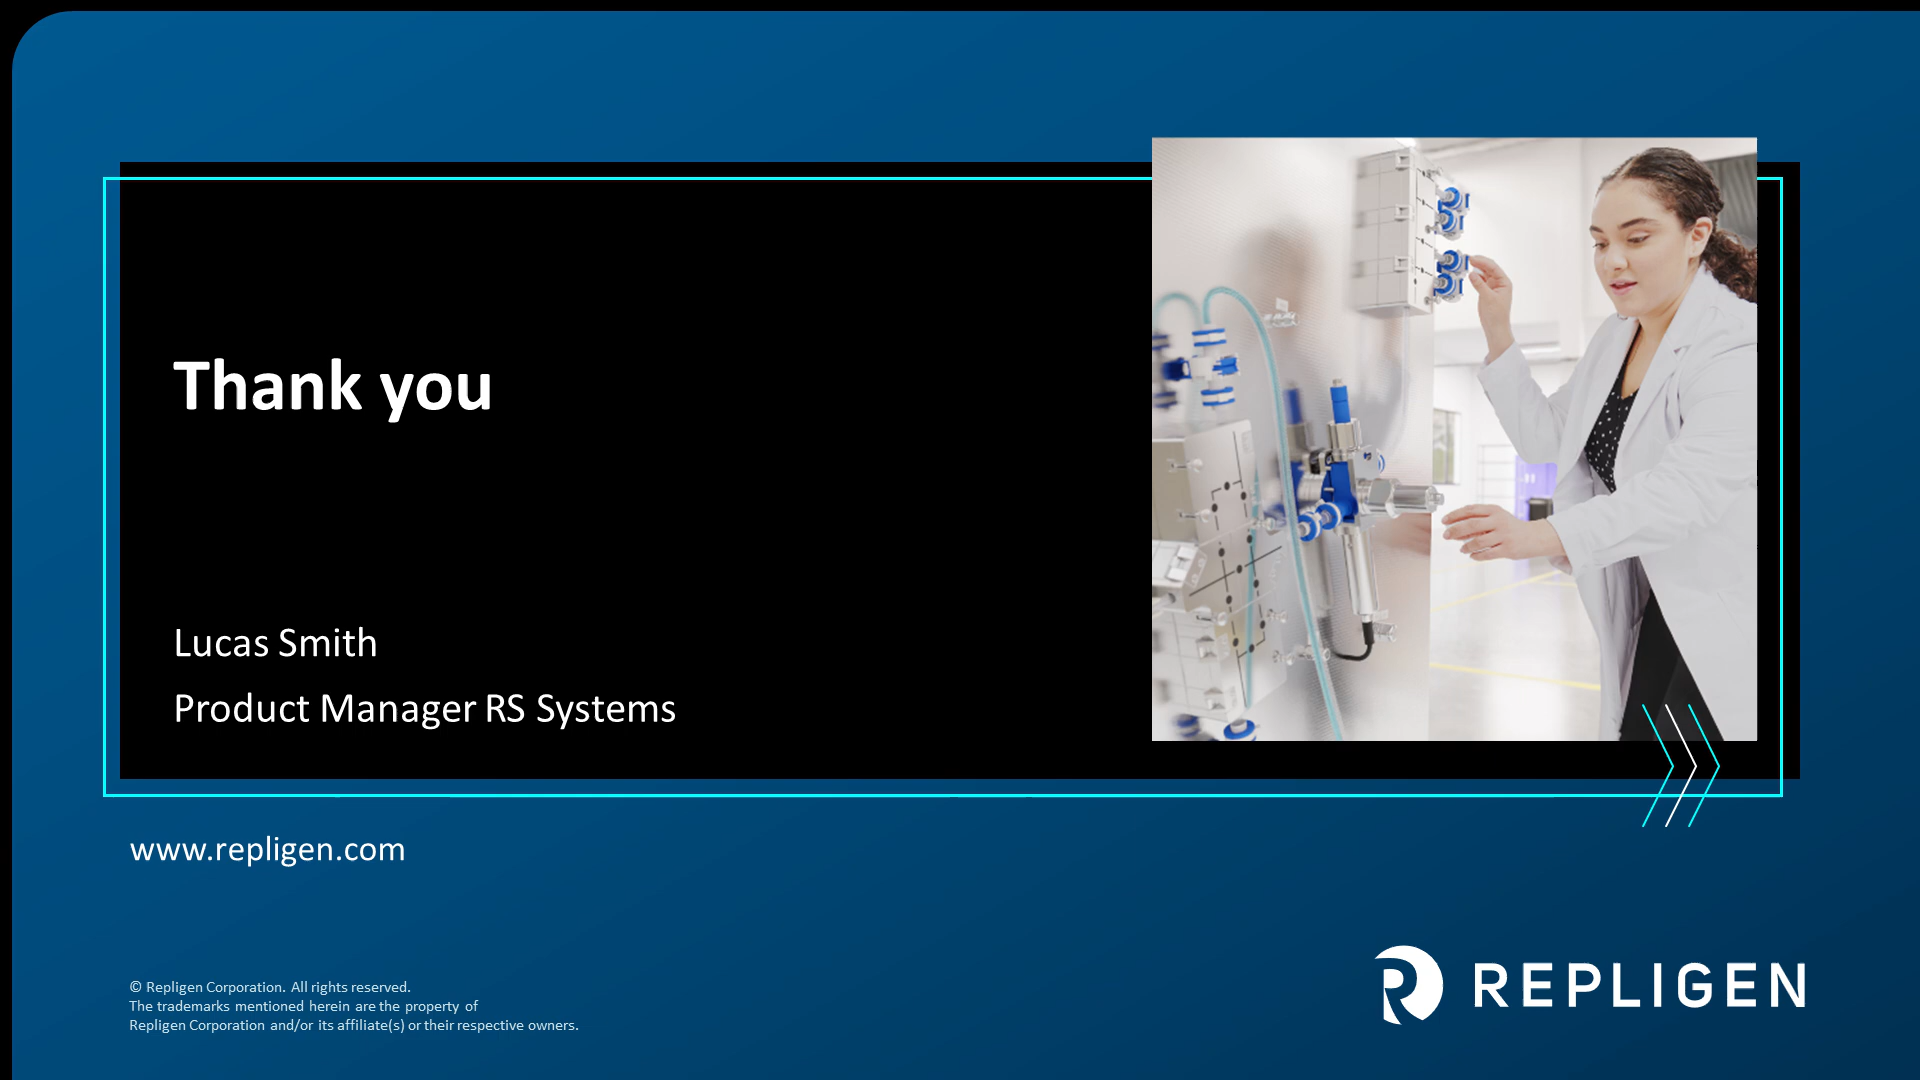 Thank you
Lucas Smith
Product Manager RS Systems
www.repligen.com
© Repligen Corporation. All rights reserved.
The trademarks mentioned herein are the property of
Repligen Corporation and/or its affiliate(s) or their respective owners.
REPLIGEN